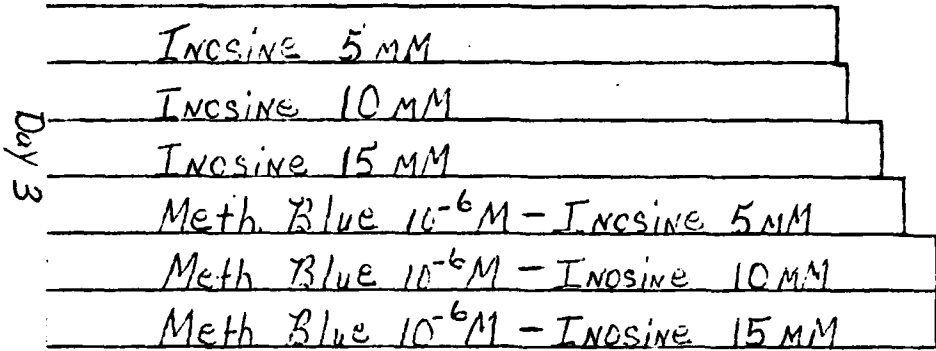 Inosine 5 mM
Inosine 10 mM
Inosine 15 mM
Meth. Blue 10⁻⁶M – Inosine 5 mM
Meth Blue 10⁻⁶M – Inosine 10 mM
Meth Blue 10⁻⁶M – Inosine 15 mM
Day 3